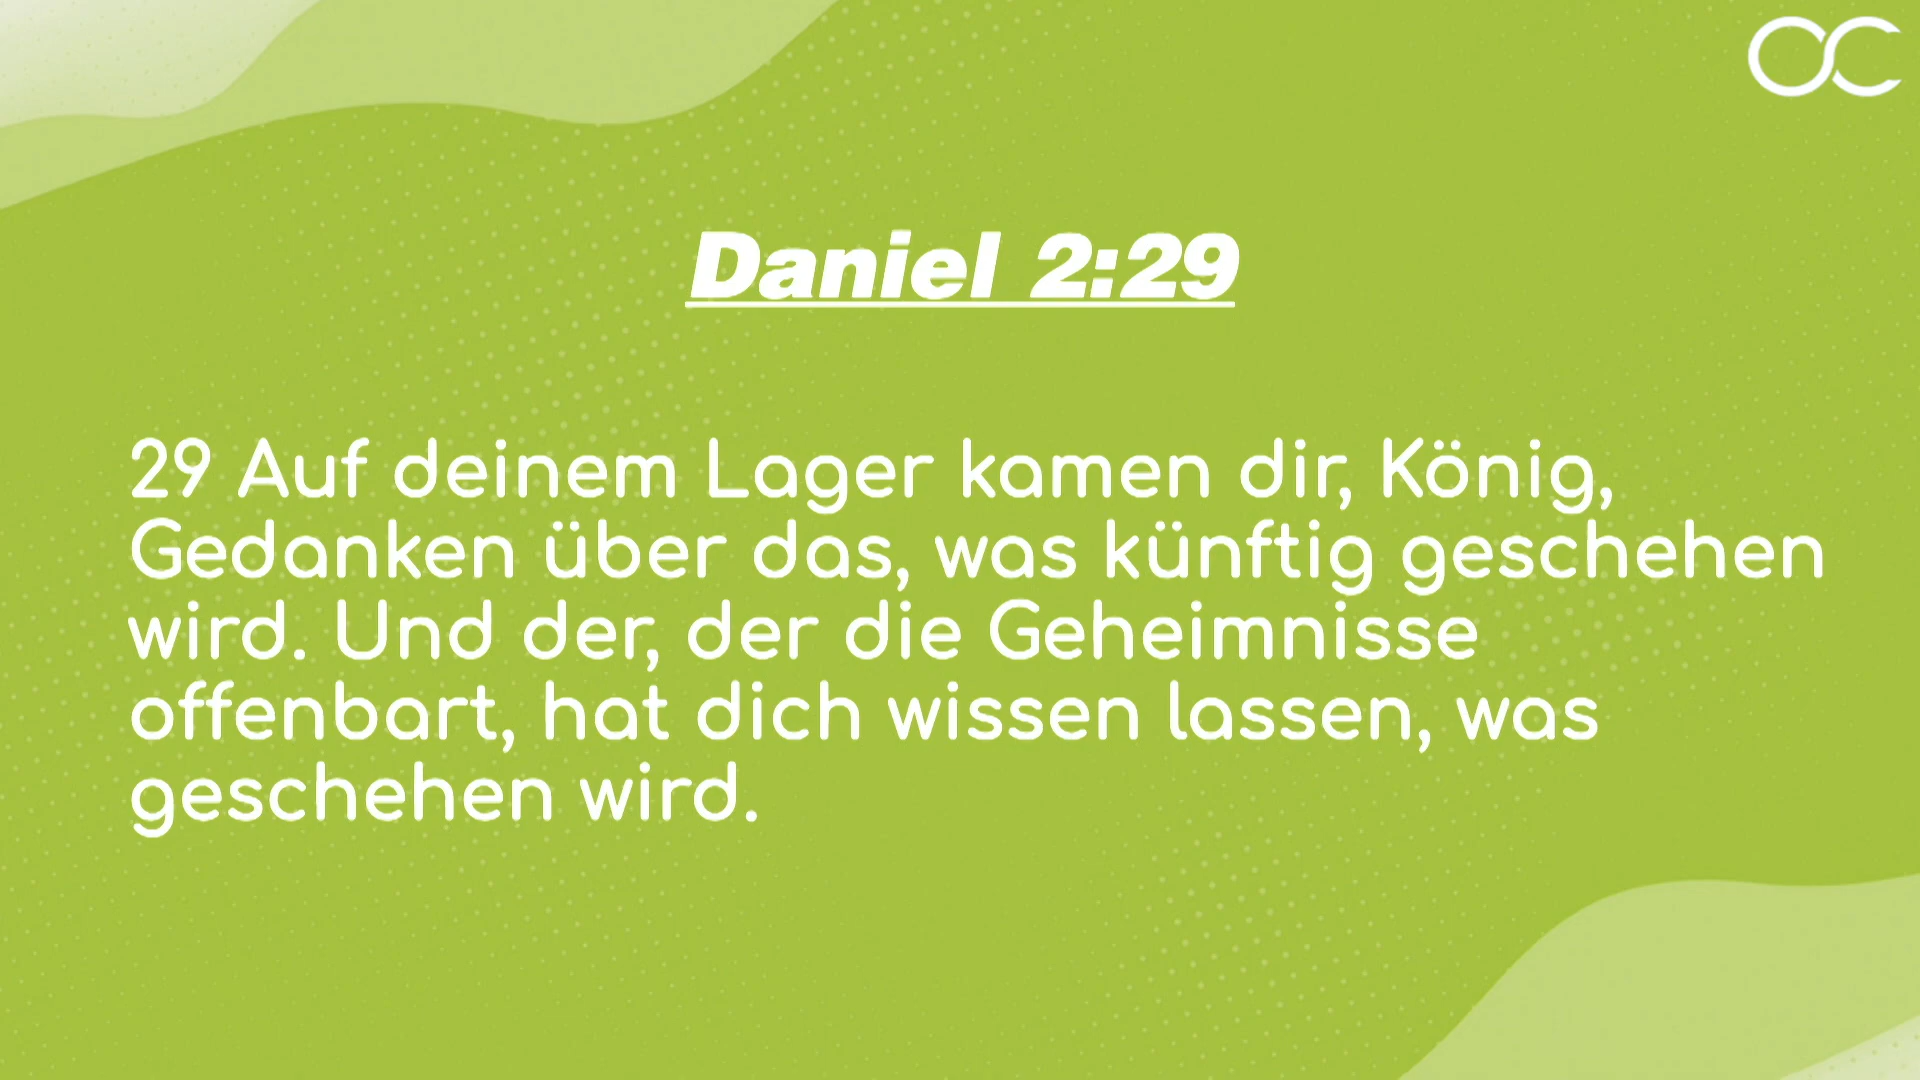 OC
Daniel 2:29
29 Auf deinem Lager kamen dir, König,
Gedanken über das, was künftig geschehen
wird. Und der, der die Geheimnisse
offenbart, hat dich wissen lassen, was
geschehen wird.